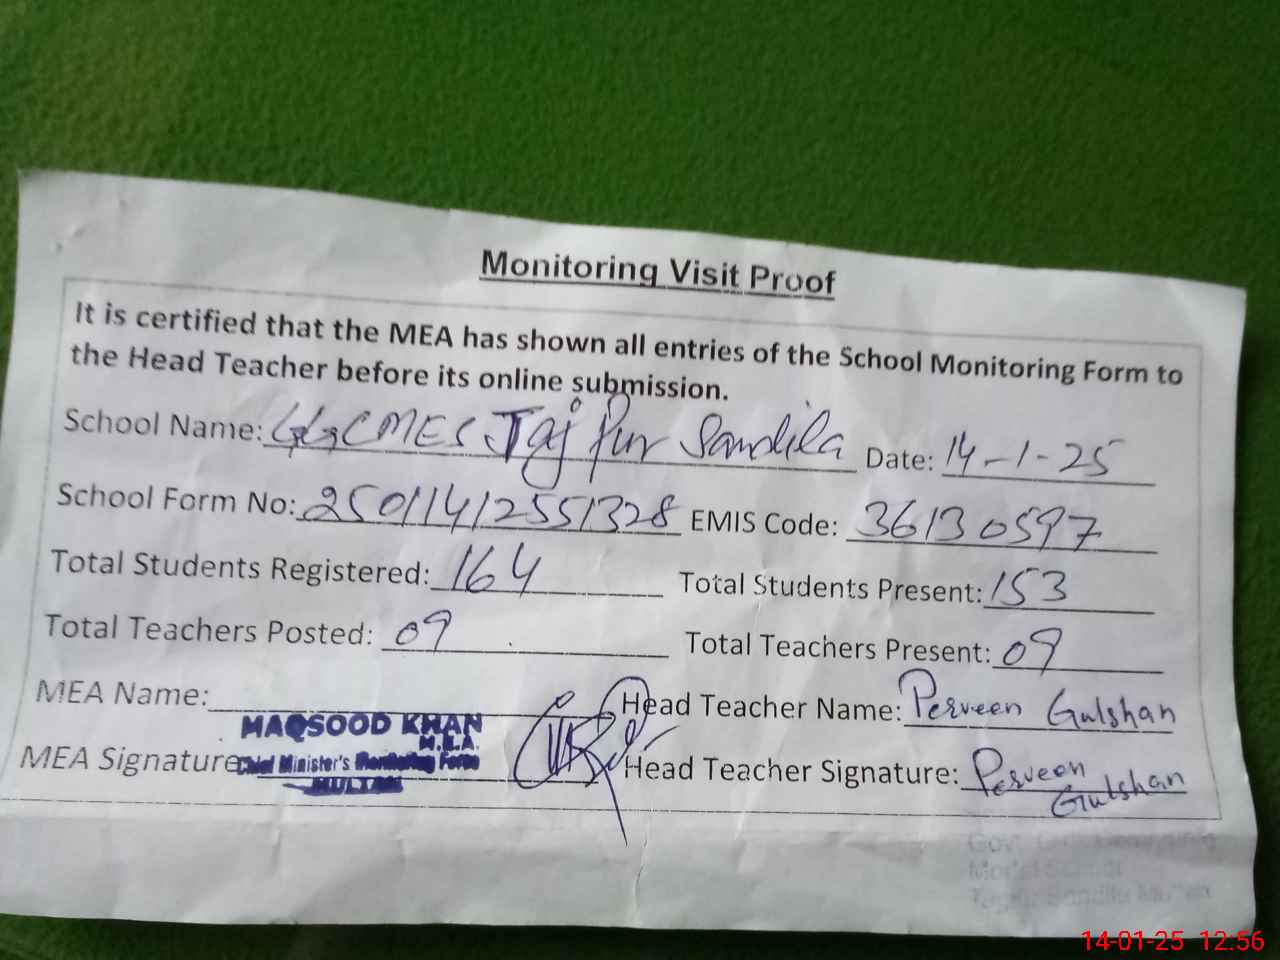 Monitoring Visit Proof
It is certified that the MEA has shown all entries of the School Monitoring Form to
the Head Teacher before its online submission.
School Name: GGCMES Taj Pur Sandila Date: 14-1-25
School Form No: 25011412551328 EMIS Code: 36130597
Total Students Registered: 164 Total Students Present: 153
Total Teachers Posted: 09 Total Teachers Present: 09
MEA Name: Head Teacher Name: Perveen Gulshan
MAQSOOD KHAN
M.E.A.
MEA Signature Chief Minister's Monitoring Force Head Teacher Signature: Perveen Gulshan
MULTAN
Model School
Sandila
14-01-25 12:56